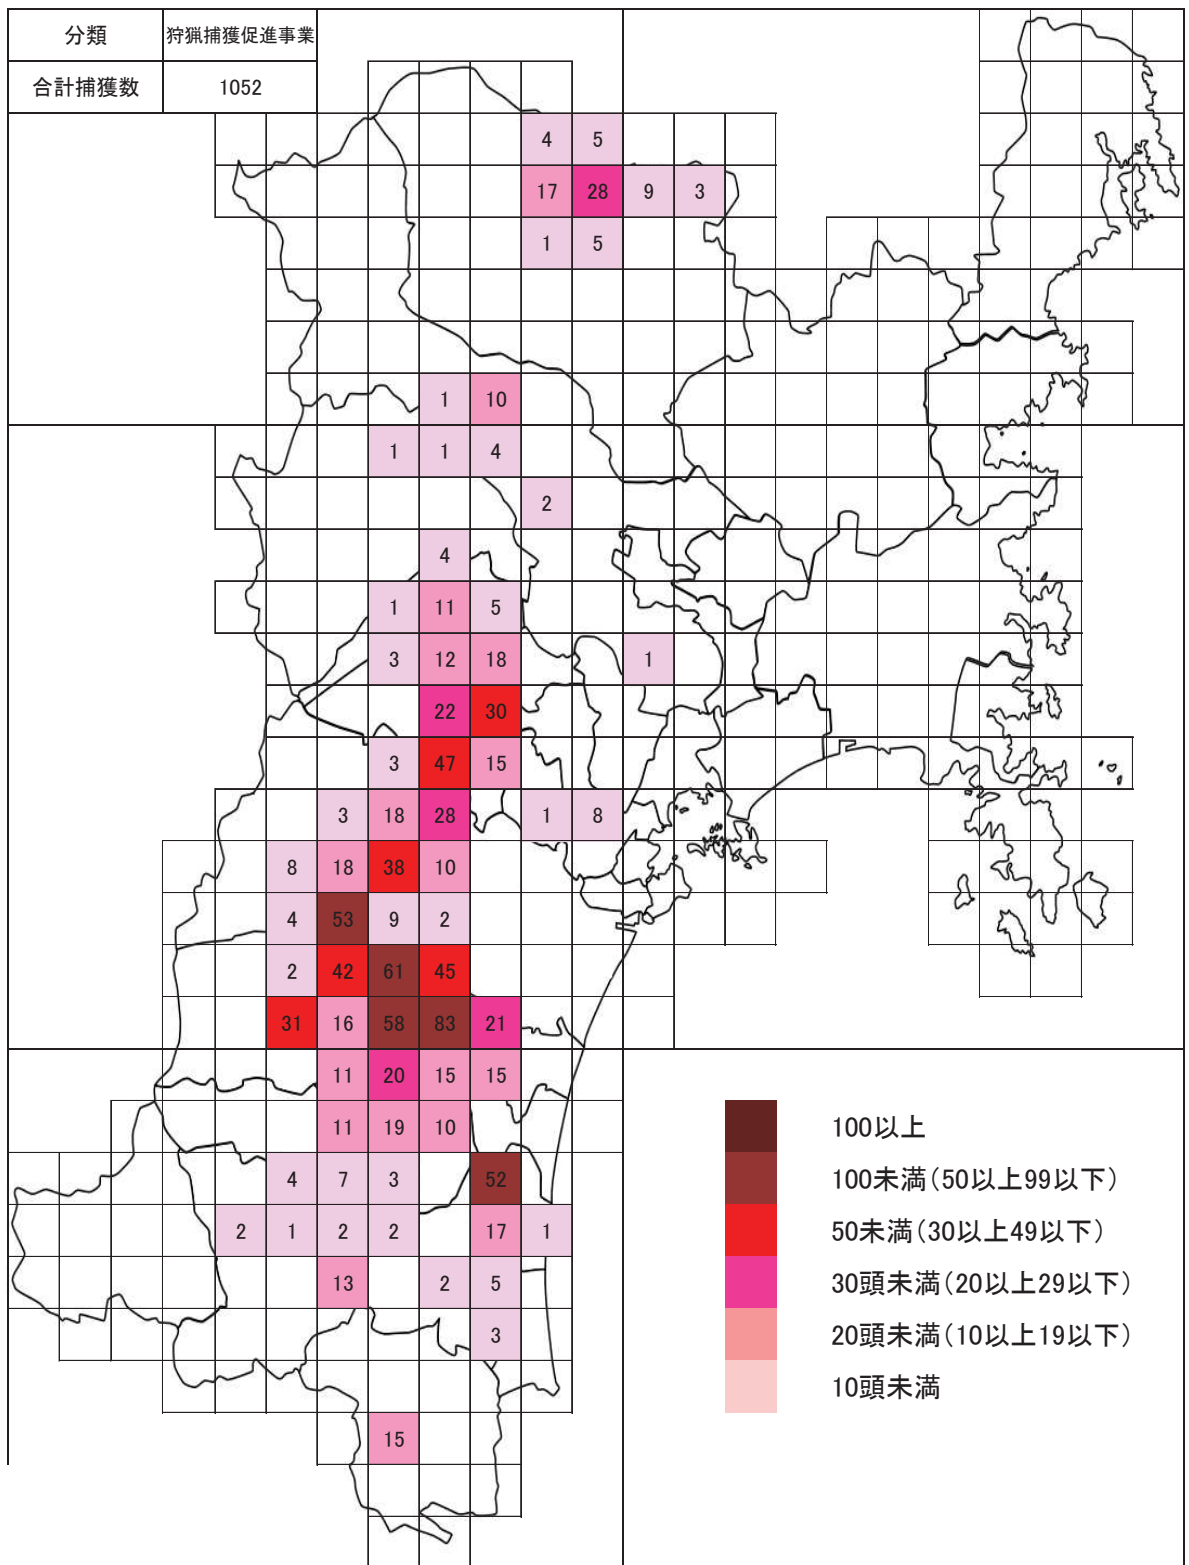 分類 狩猟捕獲促進事業
合計捕獲数 1052
4 5
17 28 9 3
1 5
1 10
1 1 4
2
4
1 11 5
3 12 18 1
22 30
3 47 15
3 18 28 1 8
8 18 38 10
4 53 9 2
2 42 61 45
31 16 58 83 21
11 20 15 15
11 19 10
4 7 3 52
2 1 2 2 17 1
13 2 5
3
15
100以上
100未満(50以上99以下)
50未満(30以上49以下)
30頭未満(20以上29以下)
20頭未満(10以上19以下)
10頭未満